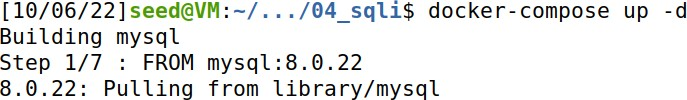 [10/06/22]seed@VM:~/.../04_sqli$ docker-compose up -d
Building mysql
Step 1/7 : FROM mysql:8.0.22
8.0.22: Pulling from library/mysql